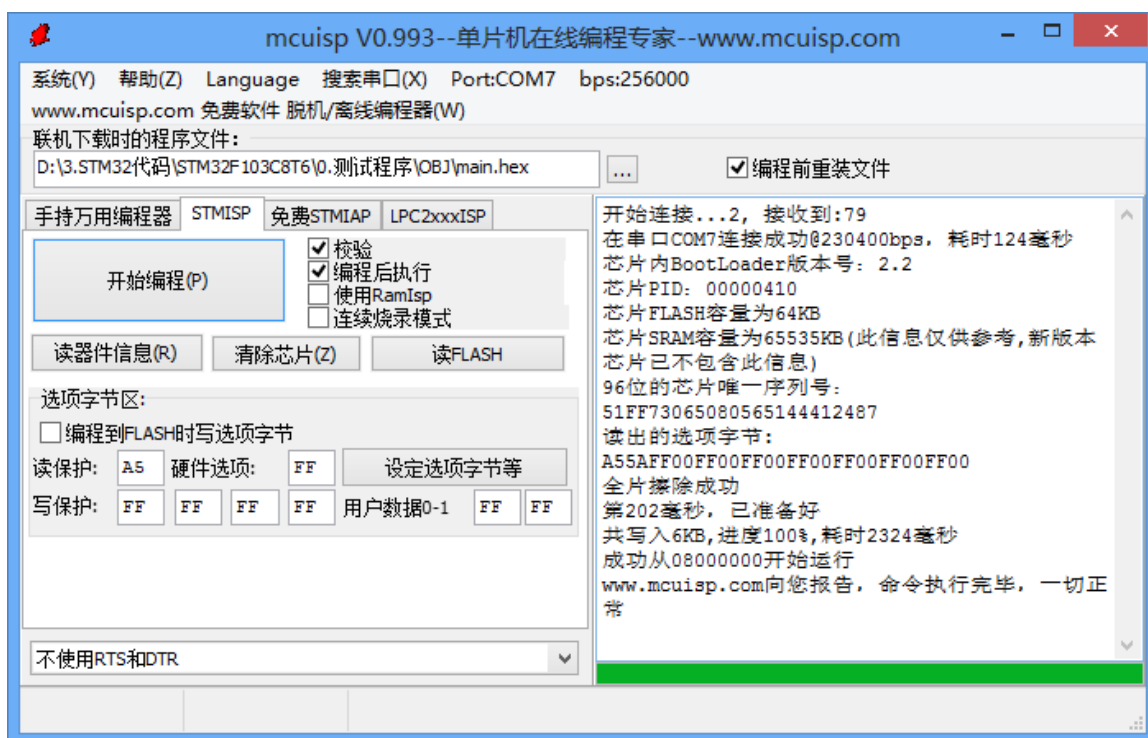 mcuisp V0.993--单片机在线编程专家--www.mcuisp.com
系统(Y) 帮助(Z) Language 搜索串口(X) Port:COM7 bps:256000
www.mcuisp.com 免费软件 脱机/离线编程器(W)
联机下载时的程序文件:
D:\3.STM32代码\STM32F103C8T6\0.测试程序\OBJ\main.hex ... 编程前重装文件
手持万用编程器 STMISP 免费STMIAP LPC2xxxISP
开始编程(P)
校验
编程后执行
使用RamIsp
连续烧录模式
读器件信息(R) 清除芯片(Z) 读FLASH
选项字节区:
编程到FLASH时写选项字节
读保护: A5 硬件选项: FF 设定选项字节等
写保护: FF FF FF FF 用户数据0-1 FF FF
不使用RTS和DTR
开始连接...2, 接收到:79
在串口COM7连接成功@230400bps, 耗时124毫秒
芯片内BootLoader版本号: 2.2
芯片PID: 00000410
芯片FLASH容量为64KB
芯片SRAM容量为65535KB(此信息仅供参考,新版本
芯片已不包含此信息)
96位的芯片唯一序列号:
51FF73065080565144412487
读出的选项字节:
A55AFF00FF00FF00FF00FF00FF00FF00
全片擦除成功
第202毫秒, 已准备好
共写入6KB,进度100%,耗时2324毫秒
成功从08000000开始运行
www.mcuisp.com向您报告, 命令执行完毕, 一切正
常